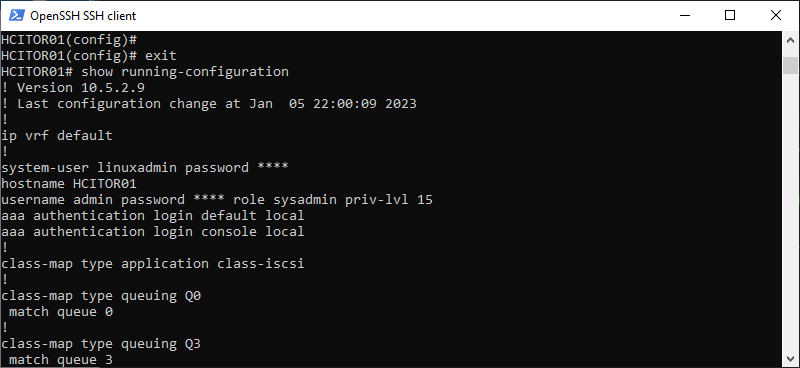 OpenSSH SSH client
HCITOR01(config)#
HCITOR01(config)# exit
HCITOR01# show running-configuration
! Version 10.5.2.9
! Last configuration change at Jan  05 22:00:09 2023
!
ip vrf default
!
system-user linuxadmin password ****
hostname HCITOR01
username admin password **** role sysadmin priv-lvl 15
aaa authentication login default local
aaa authentication login console local
!
class-map type application class-iscsi
!
class-map type queuing Q0
 match queue 0
!
class-map type queuing Q3
 match queue 3